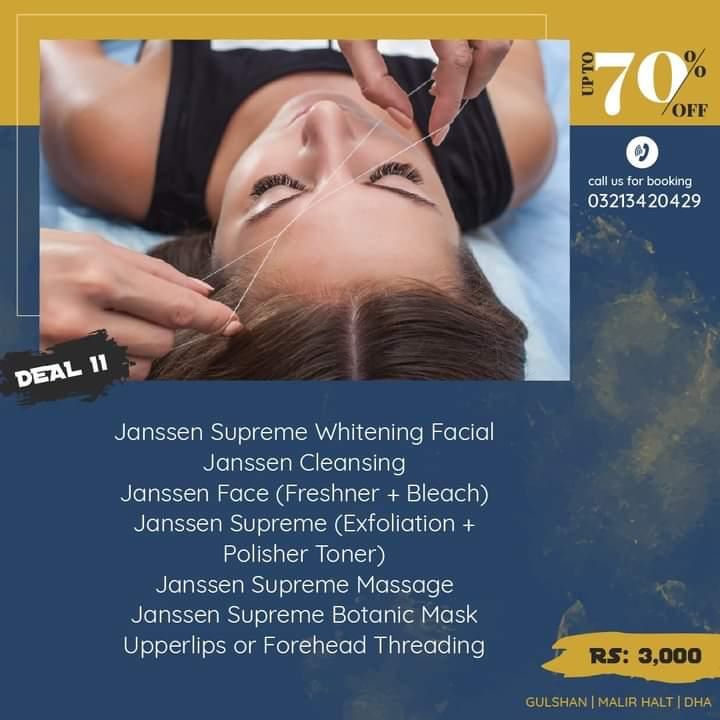 UP TO 70% OFF
call us for booking
03213420429
DEAL 11
Janssen Supreme Whitening Facial
Janssen Cleansing
Janssen Face (Freshner + Bleach)
Janssen Supreme (Exfoliation +
Polisher Toner)
Janssen Supreme Massage
Janssen Supreme Botanic Mask
Upperlips or Forehead Threading
RS: 3,000
GULSHAN | MALIR HALT | DHA